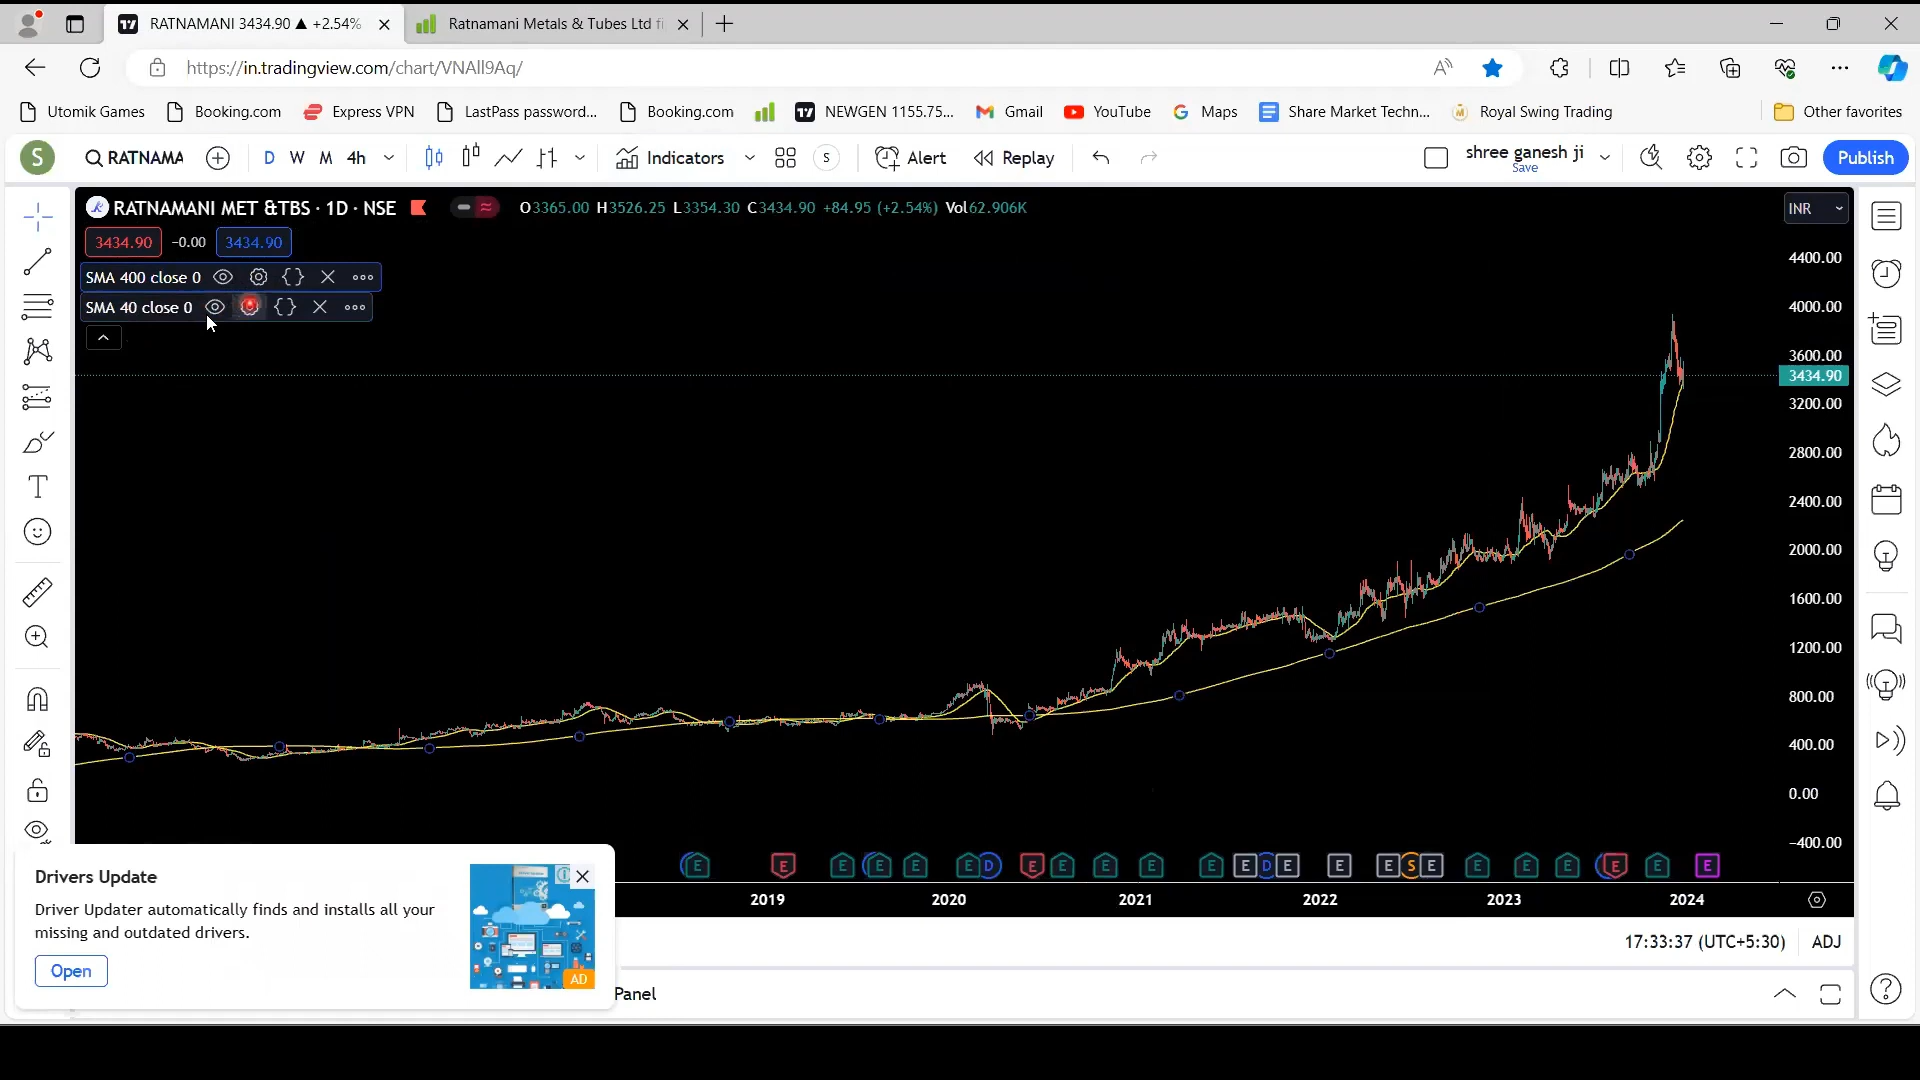 RATNAMANI 3434.90 ▲ +2.54%
Ratnamani Metals & Tubes Ltd fi
https://in.tradingview.com/chart/VNAll9Aq/
Utomik Games
Booking.com
Express VPN
LastPass password...
Booking.com
NEWGEN 1155.75...
Gmail
YouTube
Maps
Share Market Techn...
Royal Swing Trading
Other favorites
S
RATNAMA
D W M 4h
Indicators
S
Alert
Replay
shree ganesh ji
Save
Publish
RATNAMANI MET &TBS · 1D · NSE
O3365.00 H3526.25 L3354.30 C3434.90 +84.95 (+2.54%) Vol62.906K
INR
3434.90 −0.00 3434.90
SMA 400 close 0
SMA 40 close 0
4400.00
4000.00
3600.00
3434.90
3200.00
2800.00
2400.00
2000.00
1600.00
1200.00
800.00
400.00
0.00
−400.00
E E E E E E D E E E E E E D E E E S E E E E E E E
2019 2020 2021 2022 2023 2024
17:33:37 (UTC+5:30)
ADJ
Panel
Drivers Update
Driver Updater automatically finds and installs all your
missing and outdated drivers.
Open
AD